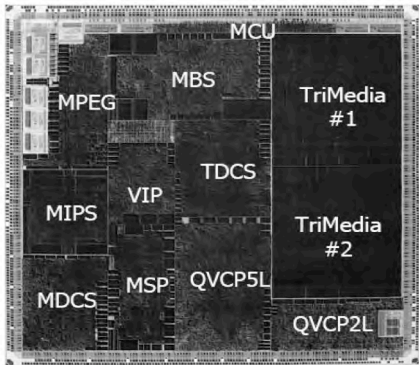 MCU
MBS
MPEG
TriMedia
#1
TDCS
VIP
MIPS
TriMedia
#2
MSP
QVCP5L
MDCS
QVCP2L